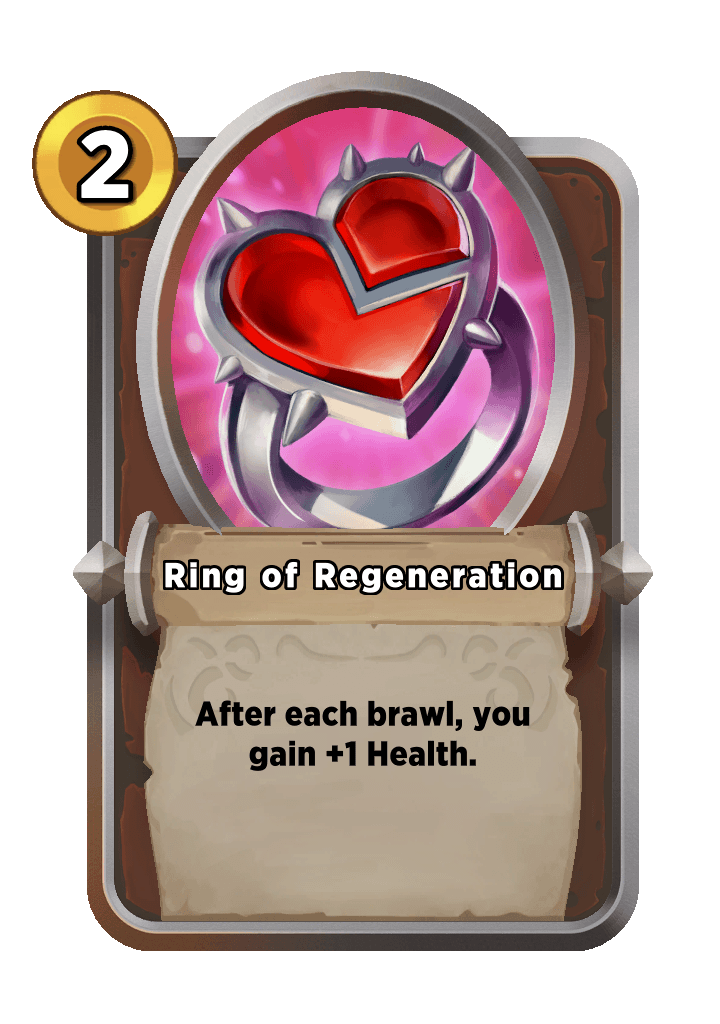 2
Ring of Regeneration
After each brawl, you
gain +1 Health.